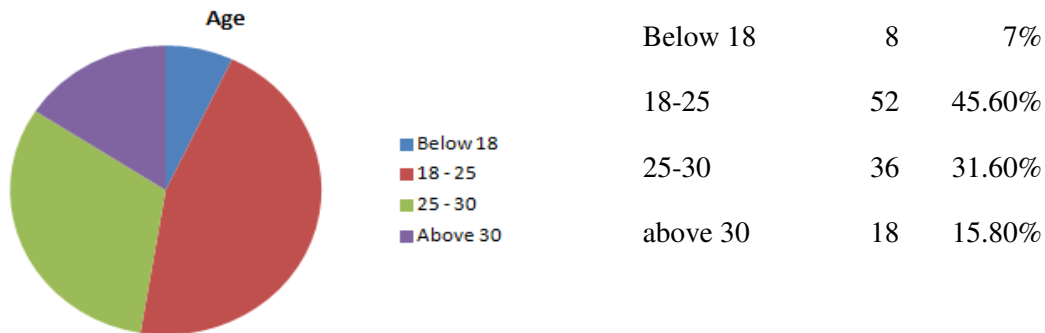 Age
Below 18
18 - 25
25 - 30
Above 30
Below 18 8 7%
18-25 52 45.60%
25-30 36 31.60%
above 30 18 15.80%